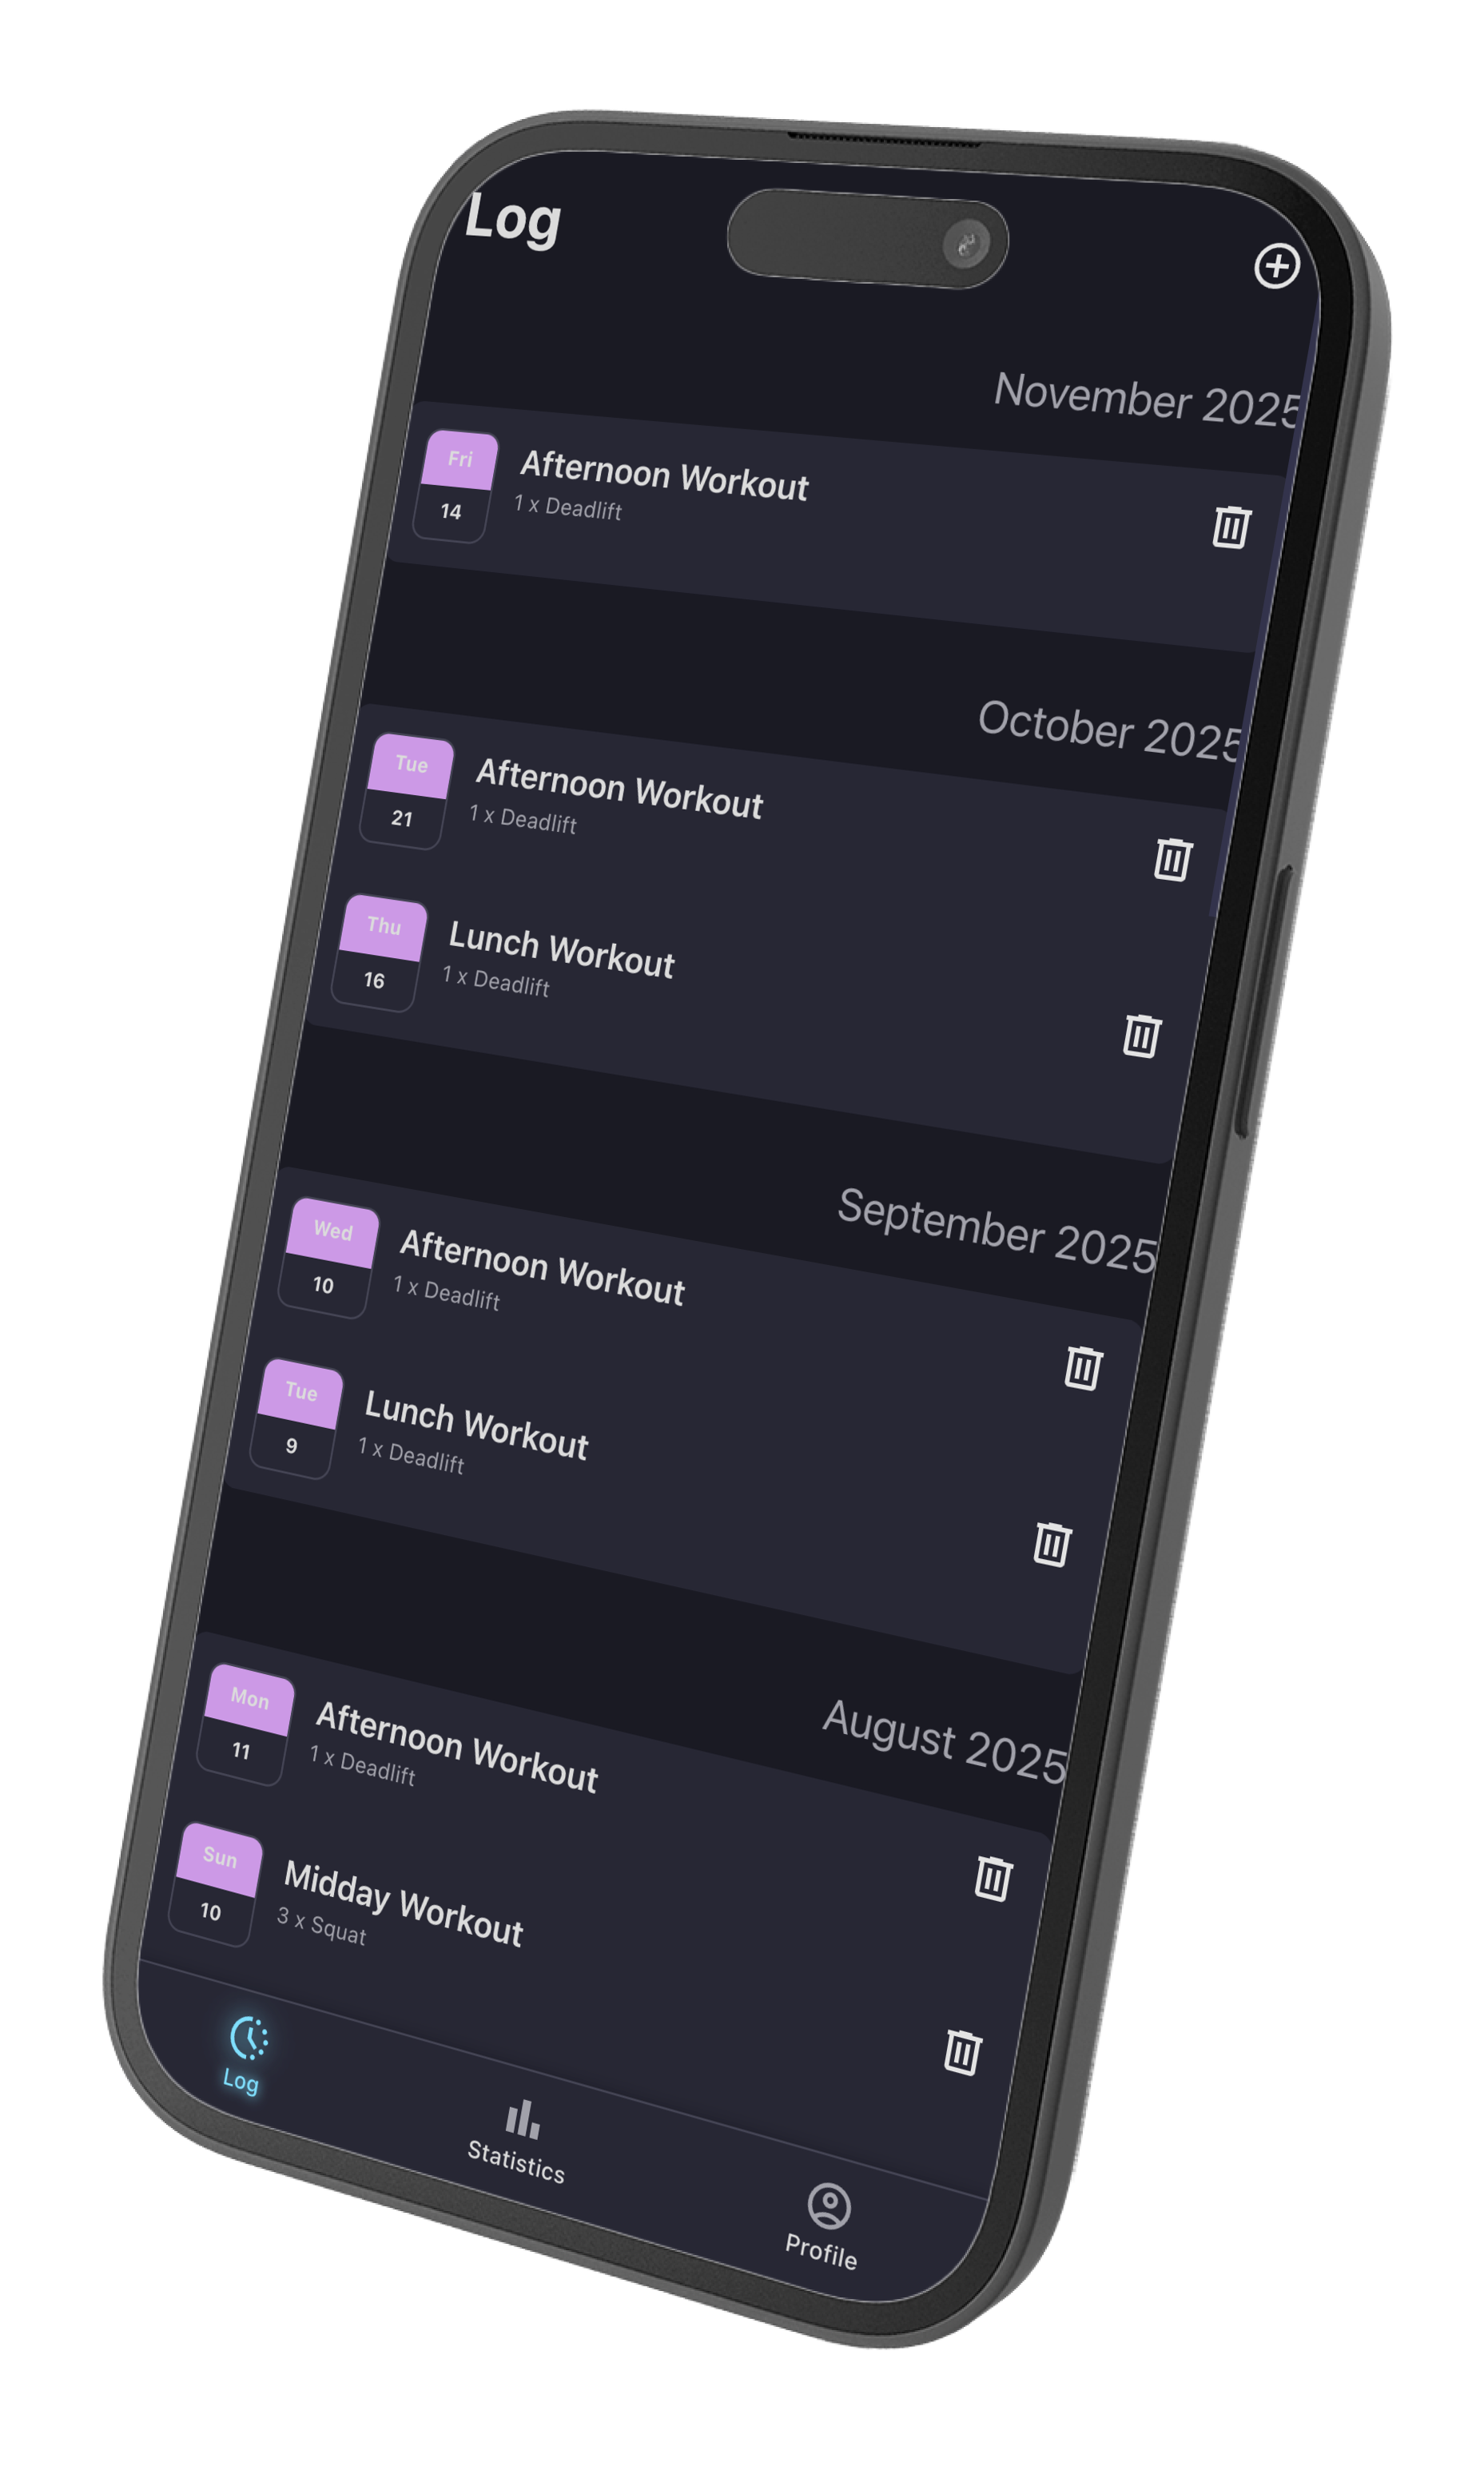 Log
November 2025
Fri
14
Afternoon Workout
1 x Deadlift
October 2025
Tue
21
Afternoon Workout
1 x Deadlift
Thu
16
Lunch Workout
1 x Deadlift
September 2025
Wed
10
Afternoon Workout
1 x Deadlift
Tue
9
Lunch Workout
1 x Deadlift
August 2025
Mon
11
Afternoon Workout
1 x Deadlift
Sun
10
Midday Workout
3 x Squat
Log
Statistics
Profile